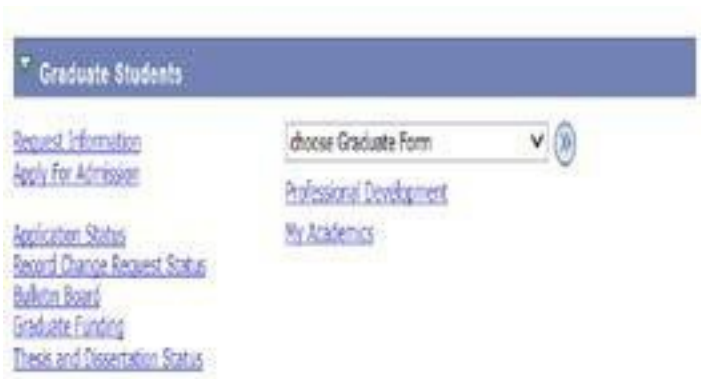 Graduate Students
Request Information
Apply For Admission
Application Status
Record Change Request Status
Bulletin Board
Graduate Funding
Thesis and Dissertation Status
choose Graduate Form
Professional Development
My Academics